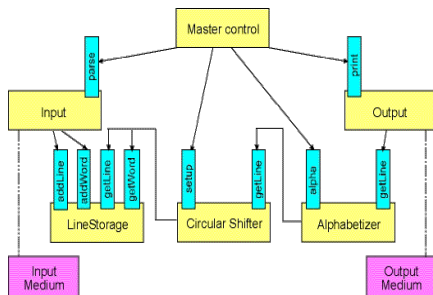 Master control
parse
print
Input
Output
addLine
addWord
getLine
getWord
setup
getLine
alpha
getLine
LineStorage
Circular Shifter
Alphabetizer
Input
Medium
Output
Medium